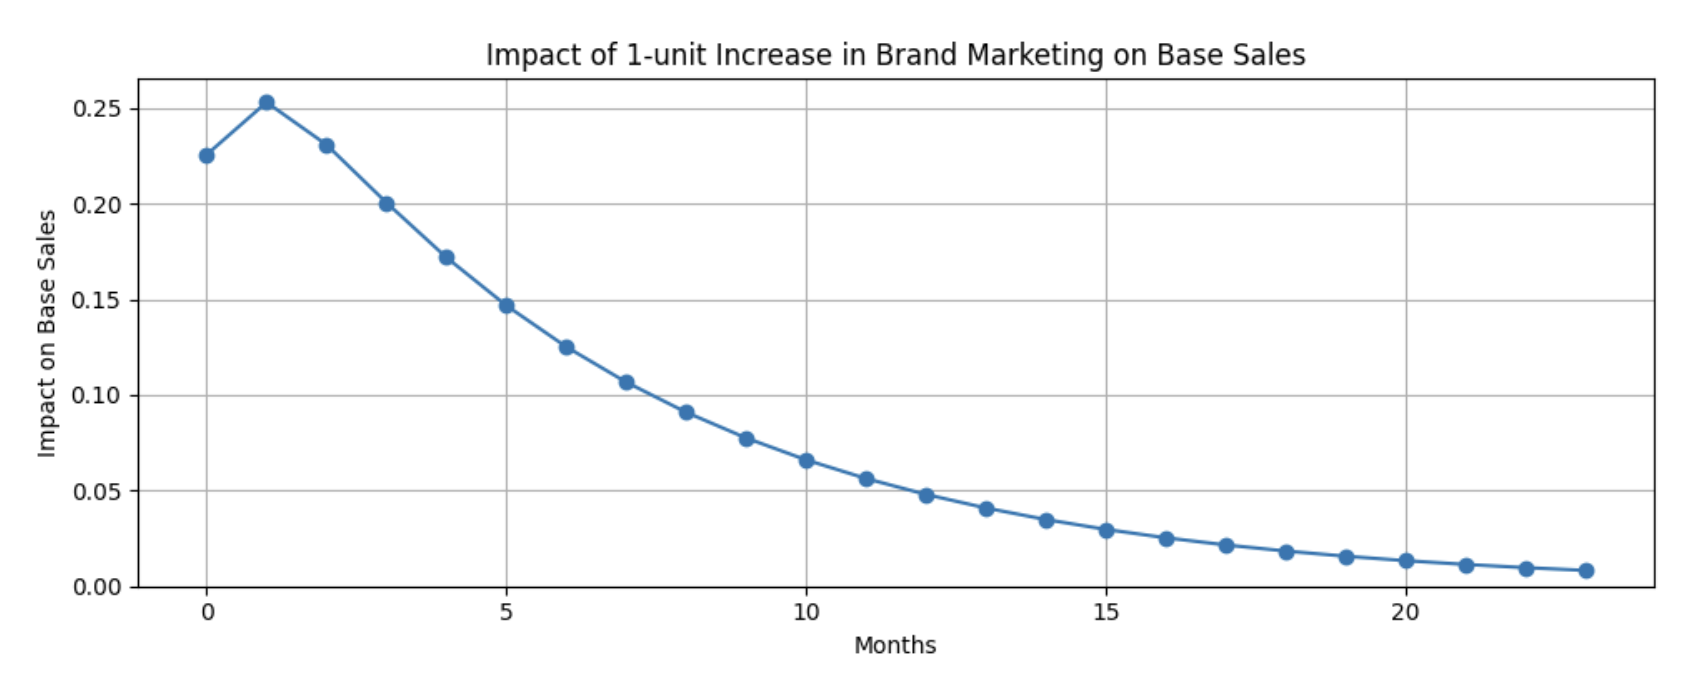 Impact of 1-unit Increase in Brand Marketing on Base Sales
Impact on Base Sales
0.25
0.20
0.15
0.10
0.05
0.00
0 5 10 15 20
Months